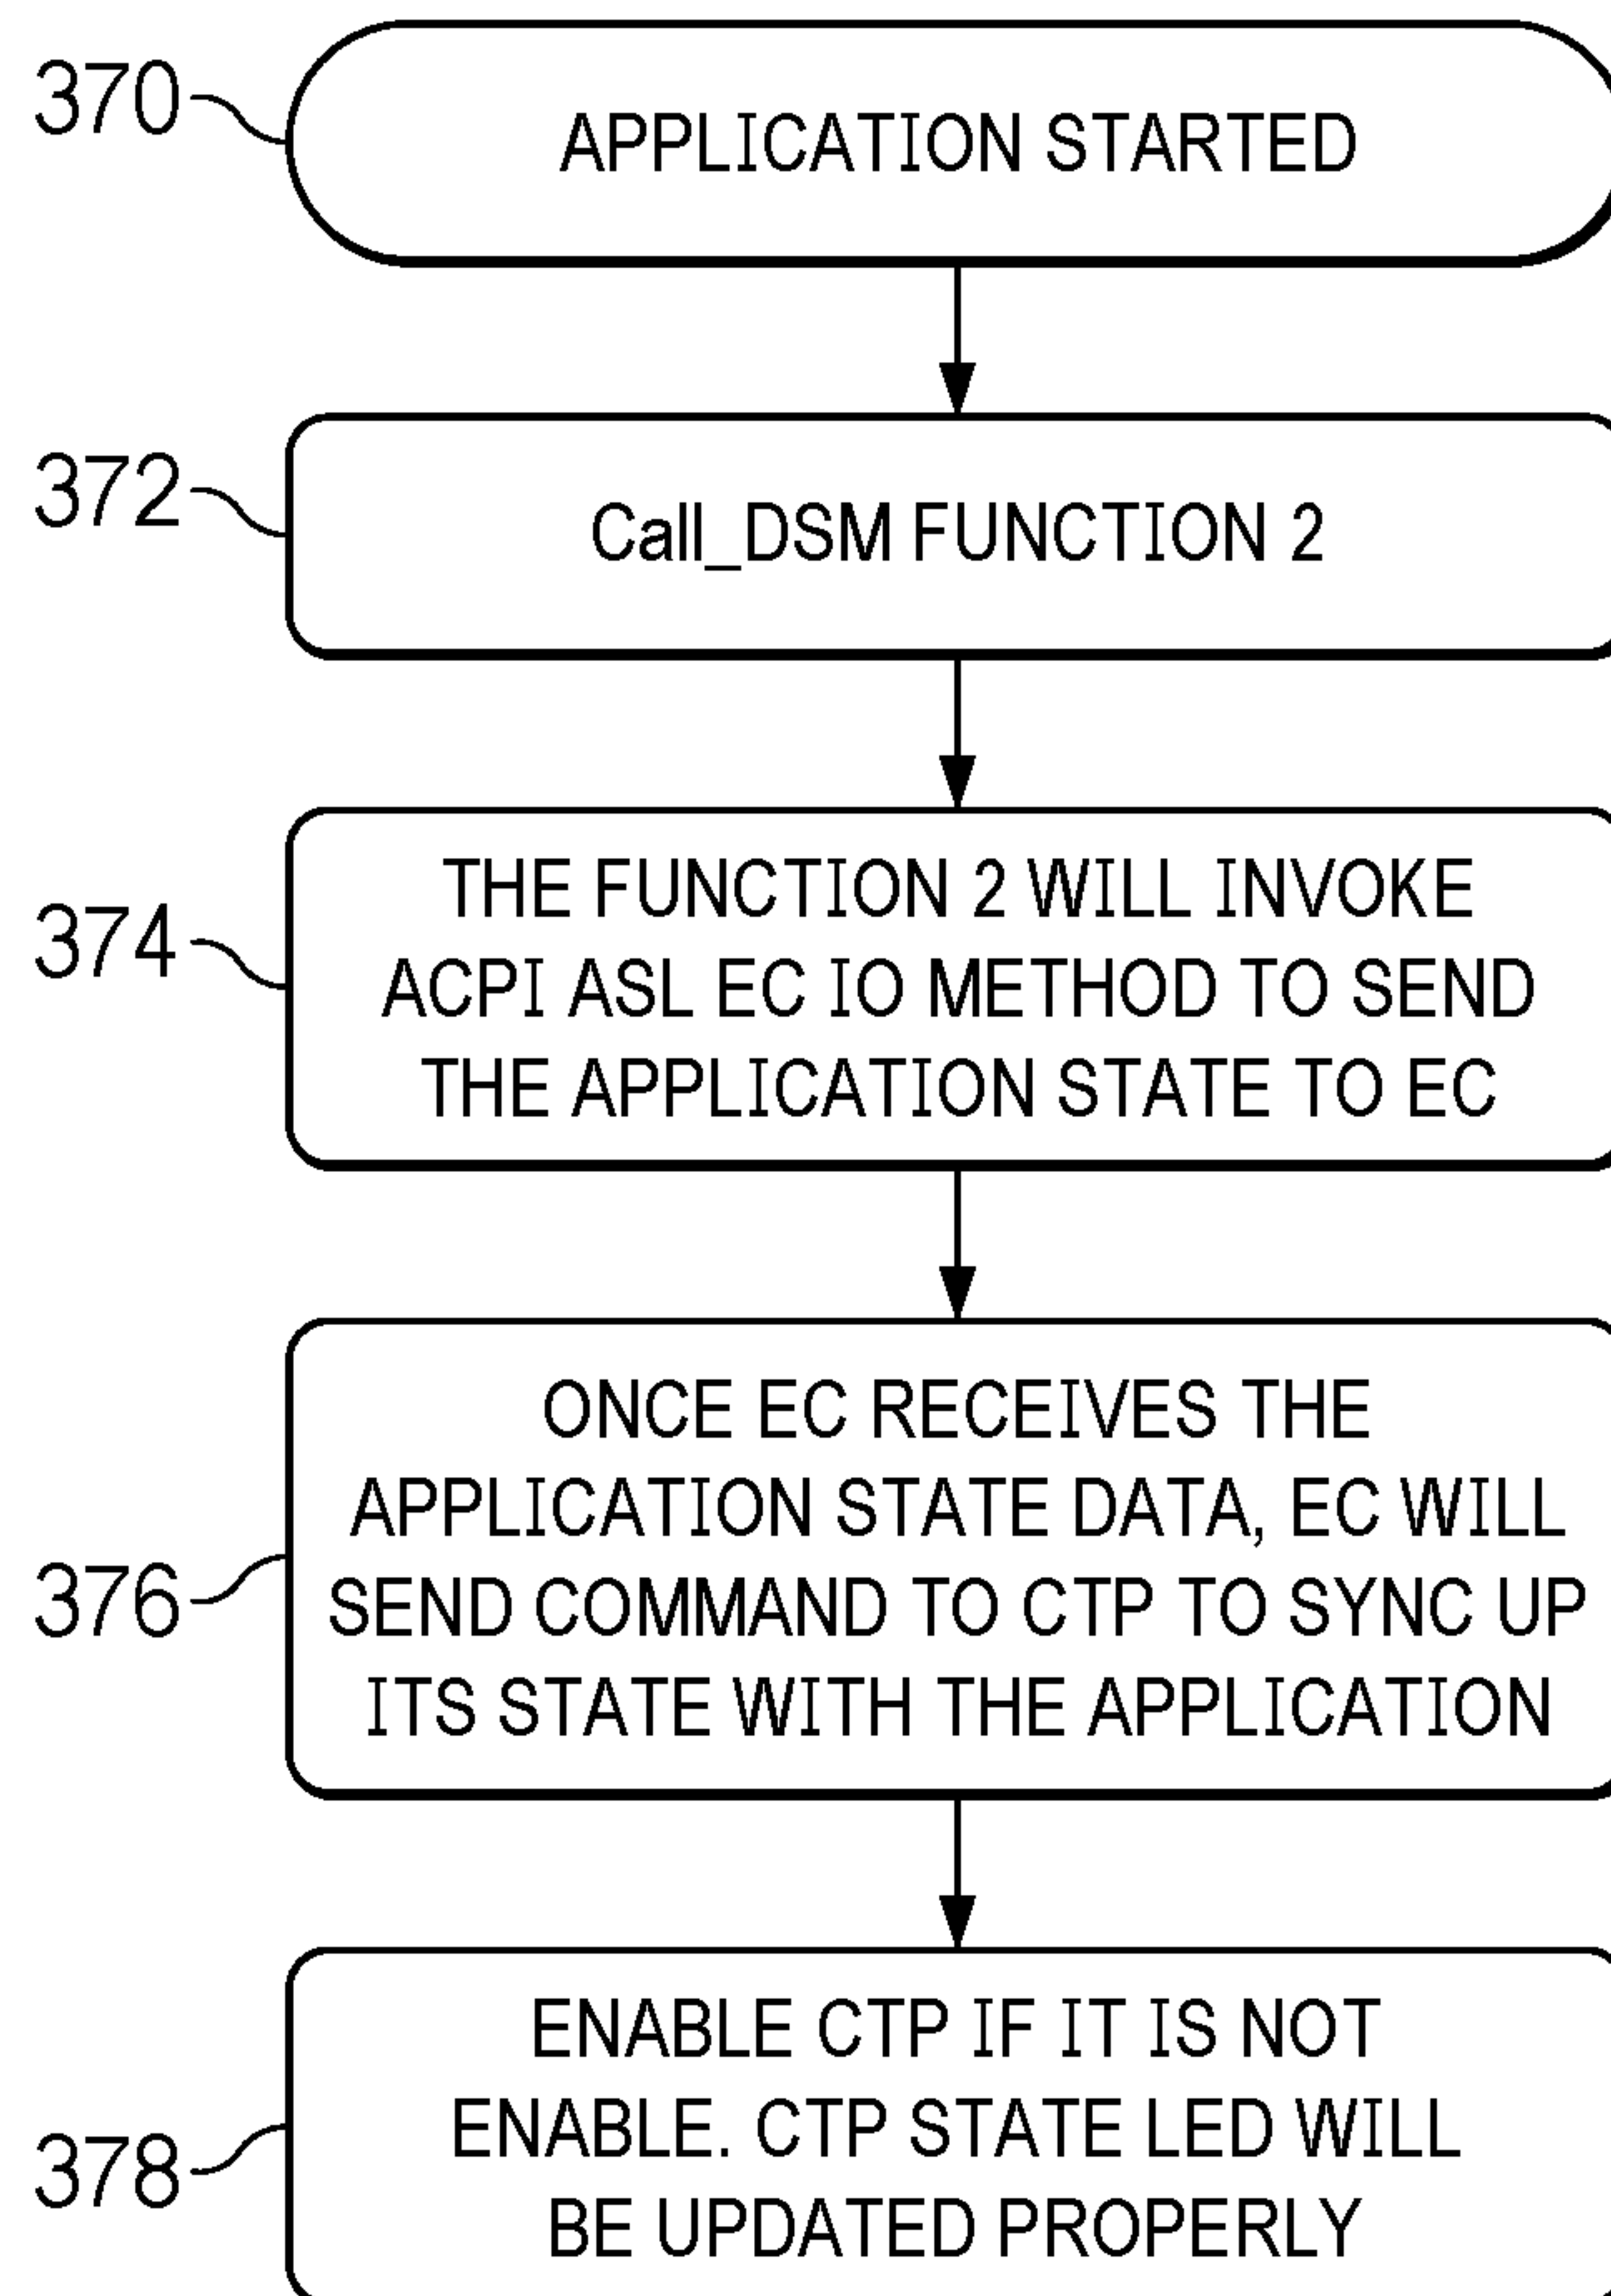 370
APPLICATION STARTED
372
Call_DSM FUNCTION 2
374
THE FUNCTION 2 WILL INVOKE
ACPI ASL EC IO METHOD TO SEND
THE APPLICATION STATE TO EC
376
ONCE EC RECEIVES THE
APPLICATION STATE DATA, EC WILL
SEND COMMAND TO CTP TO SYNC UP
ITS STATE WITH THE APPLICATION
378
ENABLE CTP IF IT IS NOT
ENABLE. CTP STATE LED WILL
BE UPDATED PROPERLY